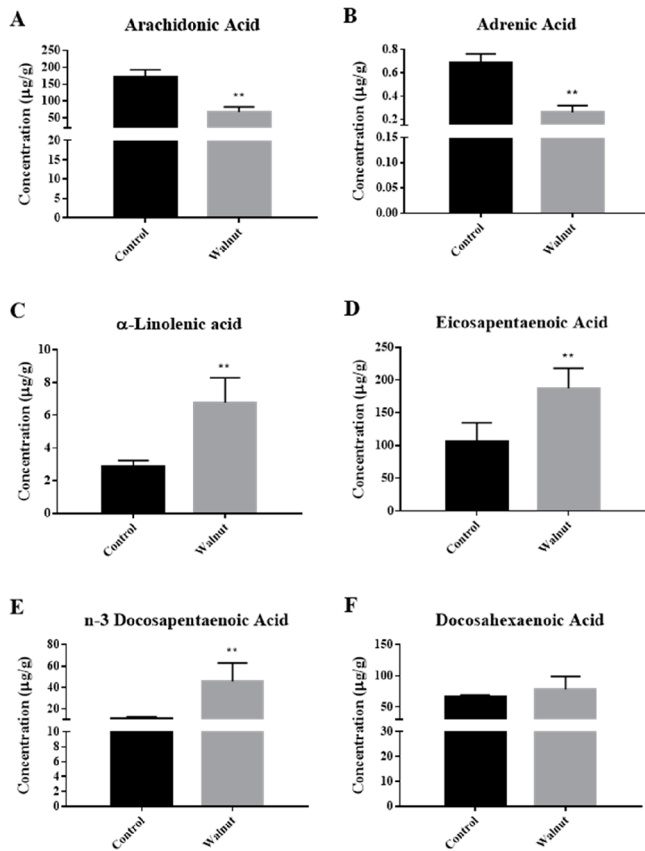 A
Arachidonic Acid
Concentration (µg/g)
250
200
150
100
50
20
15
10
5
0
**
Control
Walnut
B
Adrenic Acid
Concentration (µg/g)
0.8
0.6
0.4
0.2
0.15
0.10
0.05
0.00
**
Control
Walnut
C
α-Linolenic acid
Concentration (µg/g)
10
8
6
4
2
0
**
Control
Walnut
D
Eicosapentaenoic Acid
Concentration (µg/g)
250
200
150
100
50
0
**
Control
Walnut
E
n-3 Docosapentaenoic Acid
Concentration (µg/g)
80
60
40
20
10
8
6
4
2
0
**
Control
Walnut
F
Docosahexaenoic Acid
Concentration (µg/g)
150
100
50
30
20
10
0
Control
Walnut